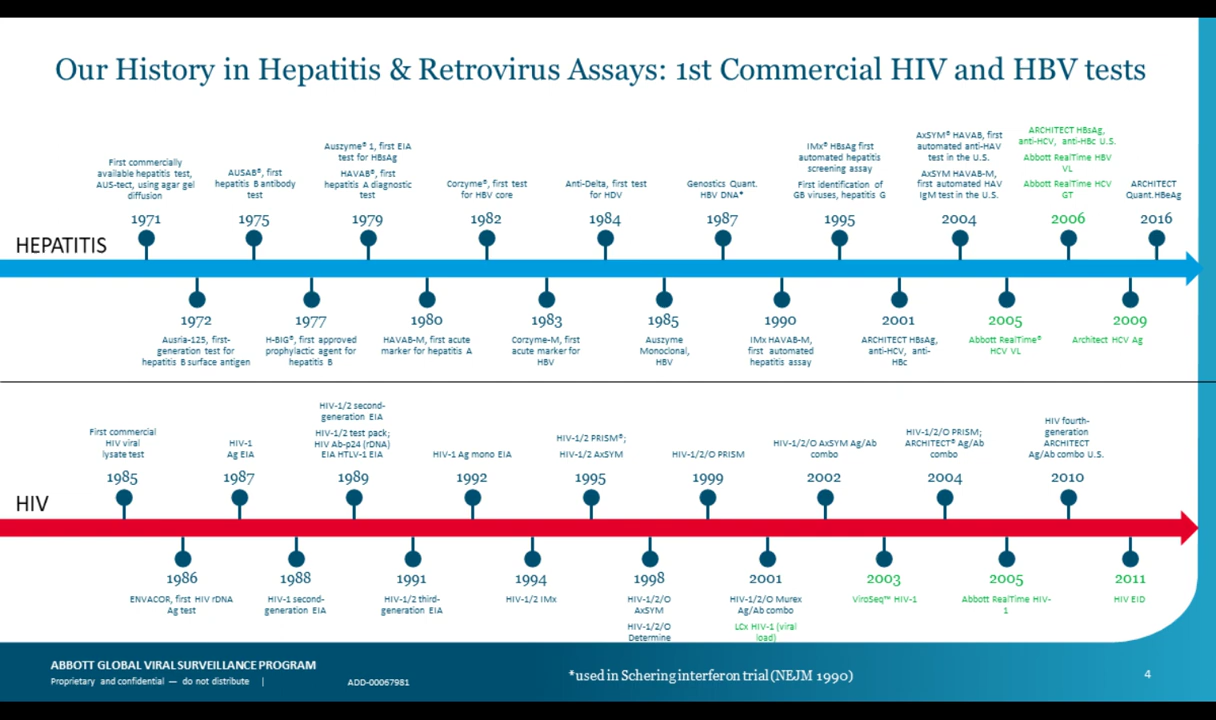 Our History in Hepatitis & Retrovirus Assays: 1st Commercial HIV and HBV tests
HEPATITIS
First commercially
available hepatitis test,
AUS-tect, using agar gel
diffusion
1971
AUSAB®, first
hepatitis B antibody
test
1975
Auszyme® 1, first EIA
test for HBsAg
HAVAB®, first
hepatitis A diagnostic
test
1979
Corzyme®, first test
for HBV core
1982
Anti-Delta, first test
for HDV
1984
Genostics Quant.
HBV DNA*
1987
IMx® HBsAg first
automated hepatitis
screening assay
First identification of
GB viruses, hepatitis G
1995
AxSYM® HAVAB, first
automated anti-HAV
test in the U.S.
AxSYM HAVAB-M,
first automated HAV
IgM test in the U.S.
2004
ARCHITECT HBsAg,
anti-HCV, anti-HBc U.S.
Abbott RealTime HBV
VL
Abbott RealTime HCV
GT
2006
ARCHITECT
Quant.HBeAg
2016
1972
Ausria-125, first-
generation test for
hepatitis B surface antigen
1977
H-BIG®, first approved
prophylactic agent for
hepatitis B
1980
HAVAB-M, first acute
marker for hepatitis A
1983
Corzyme-M, first
acute marker for
HBV
1985
Auszyme
Monoclonal,
HBV
1990
IMx HAVAB-M,
first automated
hepatitis assay
2001
ARCHITECT HBsAg,
anti-HCV, anti-
HBc
2005
Abbott RealTime®
HCV VL
2009
Architect HCV Ag
HIV
First commercial
HIV viral
lysate test
1985
HIV-1
Ag EIA
1987
HIV-1/2 second-
generation EIA
HIV-1/2 test pack;
HIV Ab-p24 (rDNA)
EIA HTLV-1 EIA
1989
HIV-1 Ag mono EIA
1992
HIV-1/2 PRISM®;
HIV-1/2 AxSYM
1995
HIV-1/2/O PRISM
1999
HIV-1/2/O AxSYM Ag/Ab
combo
2002
HIV-1/2/O PRISM;
ARCHITECT® Ag/Ab
combo
2004
HIV fourth-
generation
ARCHITECT
Ag/Ab combo U.S.
2010
1986
ENVACOR, first HIV rDNA
Ag test
1988
HIV-1 second-
generation EIA
1991
HIV-1/2 third-
generation EIA
1994
HIV-1/2 IMx
1998
HIV-1/2/O
AxSYM
HIV-1/2/O
Determine
2001
HIV-1/2/O Murex
Ag/Ab combo
LCx HIV-1 (viral
load)
2003
ViroSeq™ HIV-1
2005
Abbott RealTime HIV-
1
2011
HIV EID
ABBOTT GLOBAL VIRAL SURVEILLANCE PROGRAM
Proprietary and confidential — do not distribute |
ADD-00067981
*used in Schering interferon trial (NEJM 1990)
4